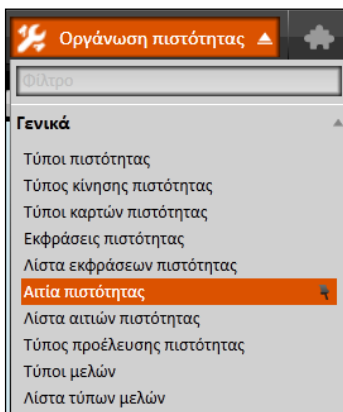 Οργάνωση πιστότητας
Φίλτρο
Γενικά
Τύποι πιστότητας
Τύπος κίνησης πιστότητας
Τύποι καρτών πιστότητας
Εκφράσεις πιστότητας
Λίστα εκφράσεων πιστότητας
Αιτία πιστότητας
Λίστα αιτιών πιστότητας
Τύπος προέλευσης πιστότητας
Τύποι μελών
Λίστα τύπων μελών